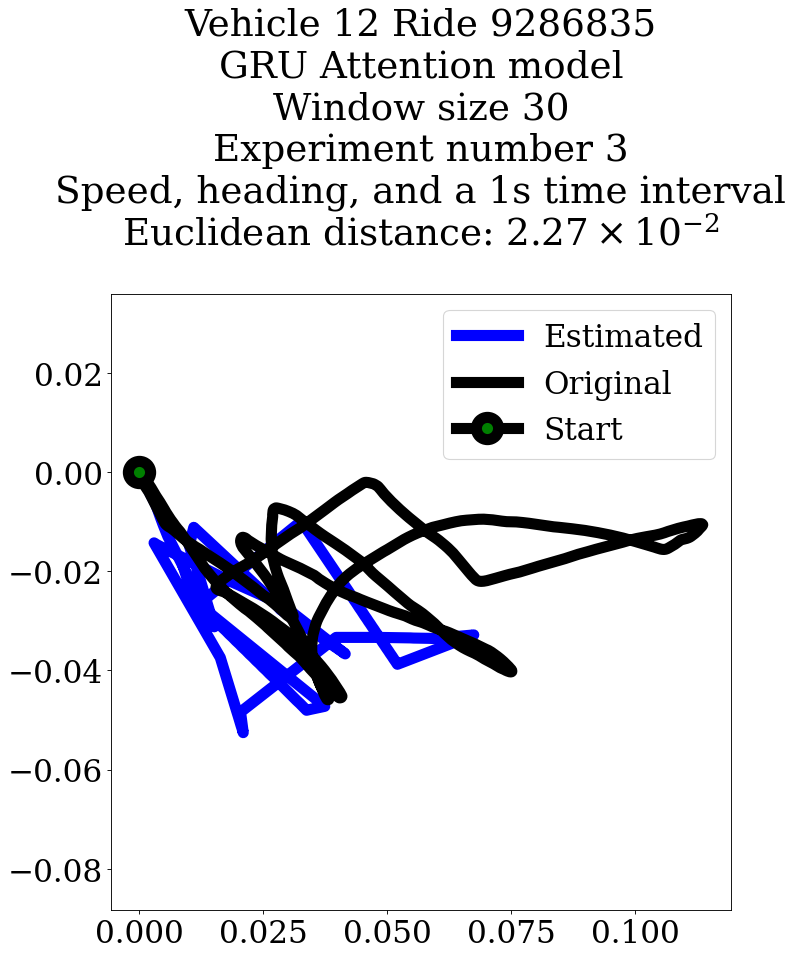 Vehicle 12 Ride 9286835
GRU Attention model
Window size 30
Experiment number 3
Speed, heading, and a 1s time interval
Euclidean distance: 2.27 × 10⁻²
Estimated
Original
Start
0.02
0.00
−0.02
−0.04
−0.06
−0.08
0.000 0.025 0.050 0.075 0.100